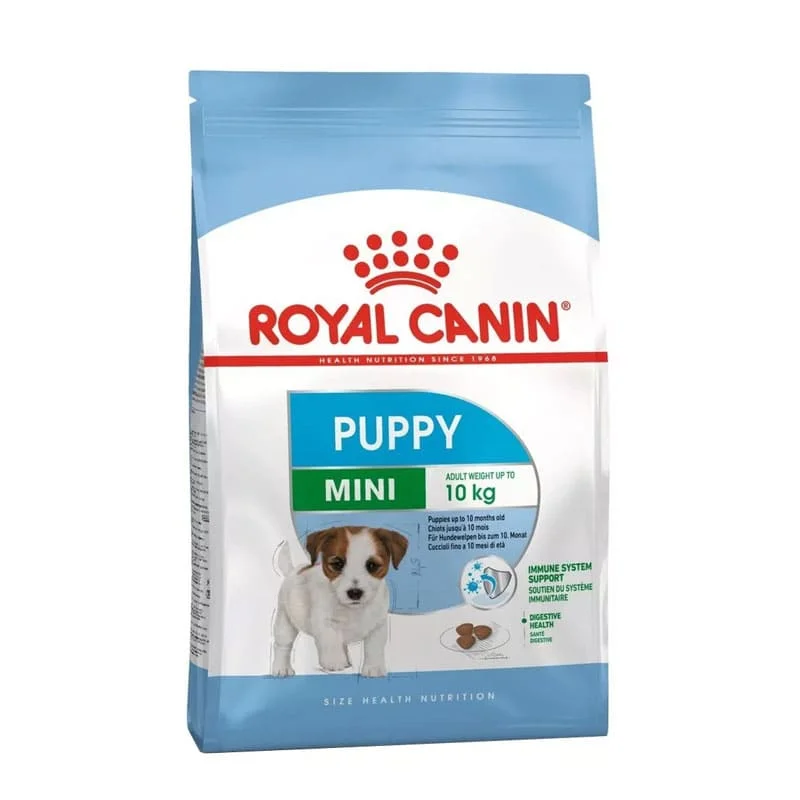 ROYAL CANIN®
HEALTH NUTRITION SINCE 1968
PUPPY
MINI
ADULT WEIGHT UP TO
10 kg
Puppies up to 10 months old
Chiots jusqu'à 10 mois
Für Hundewelpen bis zum 10. Monat
Cuccioli fino a 10 mesi di età
IMMUNE SYSTEM
SUPPORT
SOUTIEN DU SYSTÈME
IMMUNITAIRE
DIGESTIVE
HEALTH
SANTÉ
DIGESTIVE
SIZE HEALTH NUTRITION